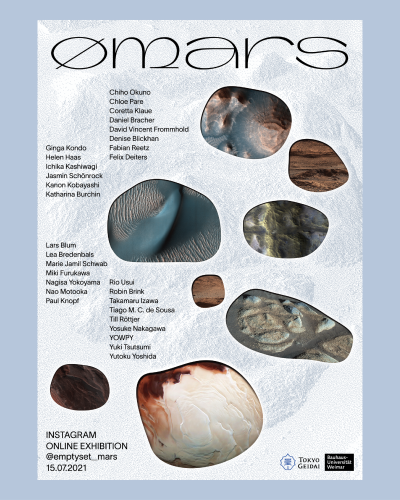 ømars
Chiho Okuno
Chloe Pare
Coretta Klaue
Daniel Bracher
David Vincent Frommhold
Denise Blickhan
Fabian Reetz
Felix Deiters
Ginga Kondo
Helen Haas
Ichika Kashiwagi
Jasmin Schönrock
Kanon Kobayashi
Katharina Burchin
Lars Blum
Lea Bredenbals
Marie Jamil Schwab
Miki Furukawa
Nagisa Yokoyama
Nao Motooka
Paul Knopf
Rio Usui
Robin Brink
Takamaru Izawa
Tiago M. C. de Sousa
Till Röttjer
Yosuke Nakagawa
YOWPY
Yuki Tsutsumi
Yutoku Yoshida
INSTAGRAM
ONLINE EXHIBITION
@emptyset_mars
15.07.2021
TOKYO
GEIDAI
Bauhaus-
Universität
Weimar